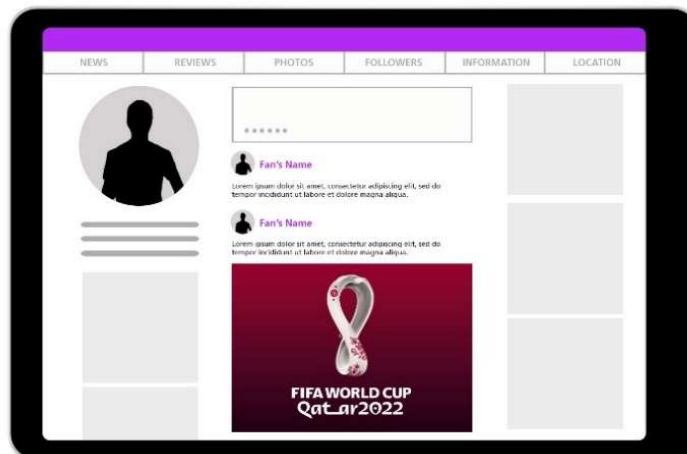 NEWS REVIEWS PHOTOS FOLLOWERS INFORMATION LOCATION
Fan's Name
Lorem ipsum dolor sit amet, consectetur adipiscing elit, sed do
tempor incididunt ut labore et dolore magna aliqua.
Fan's Name
Lorem ipsum dolor sit amet, consectetur adipiscing elit, sed do
tempor incididunt ut labore et dolore magna aliqua.
FIFA WORLD CUP
Qatar2022